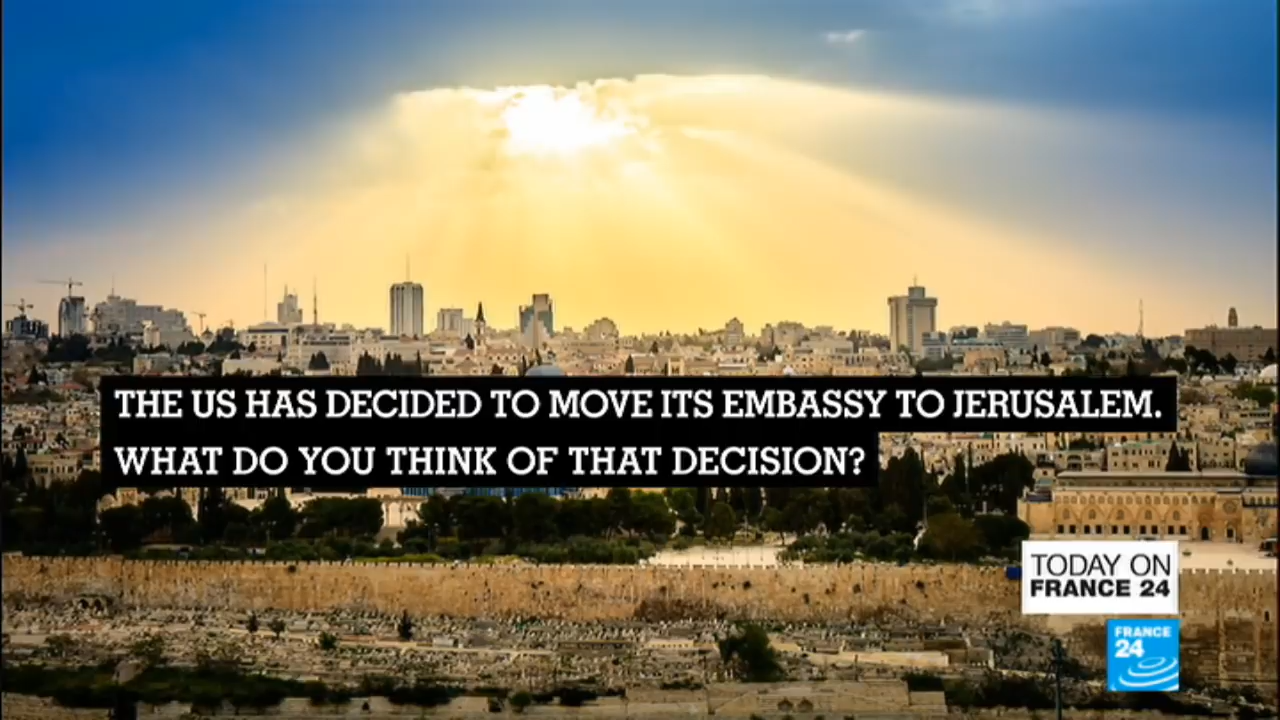 THE US HAS DECIDED TO MOVE ITS EMBASSY TO JERUSALEM.
WHAT DO YOU THINK OF THAT DECISION?
TODAY ON
FRANCE 24
FRANCE
24